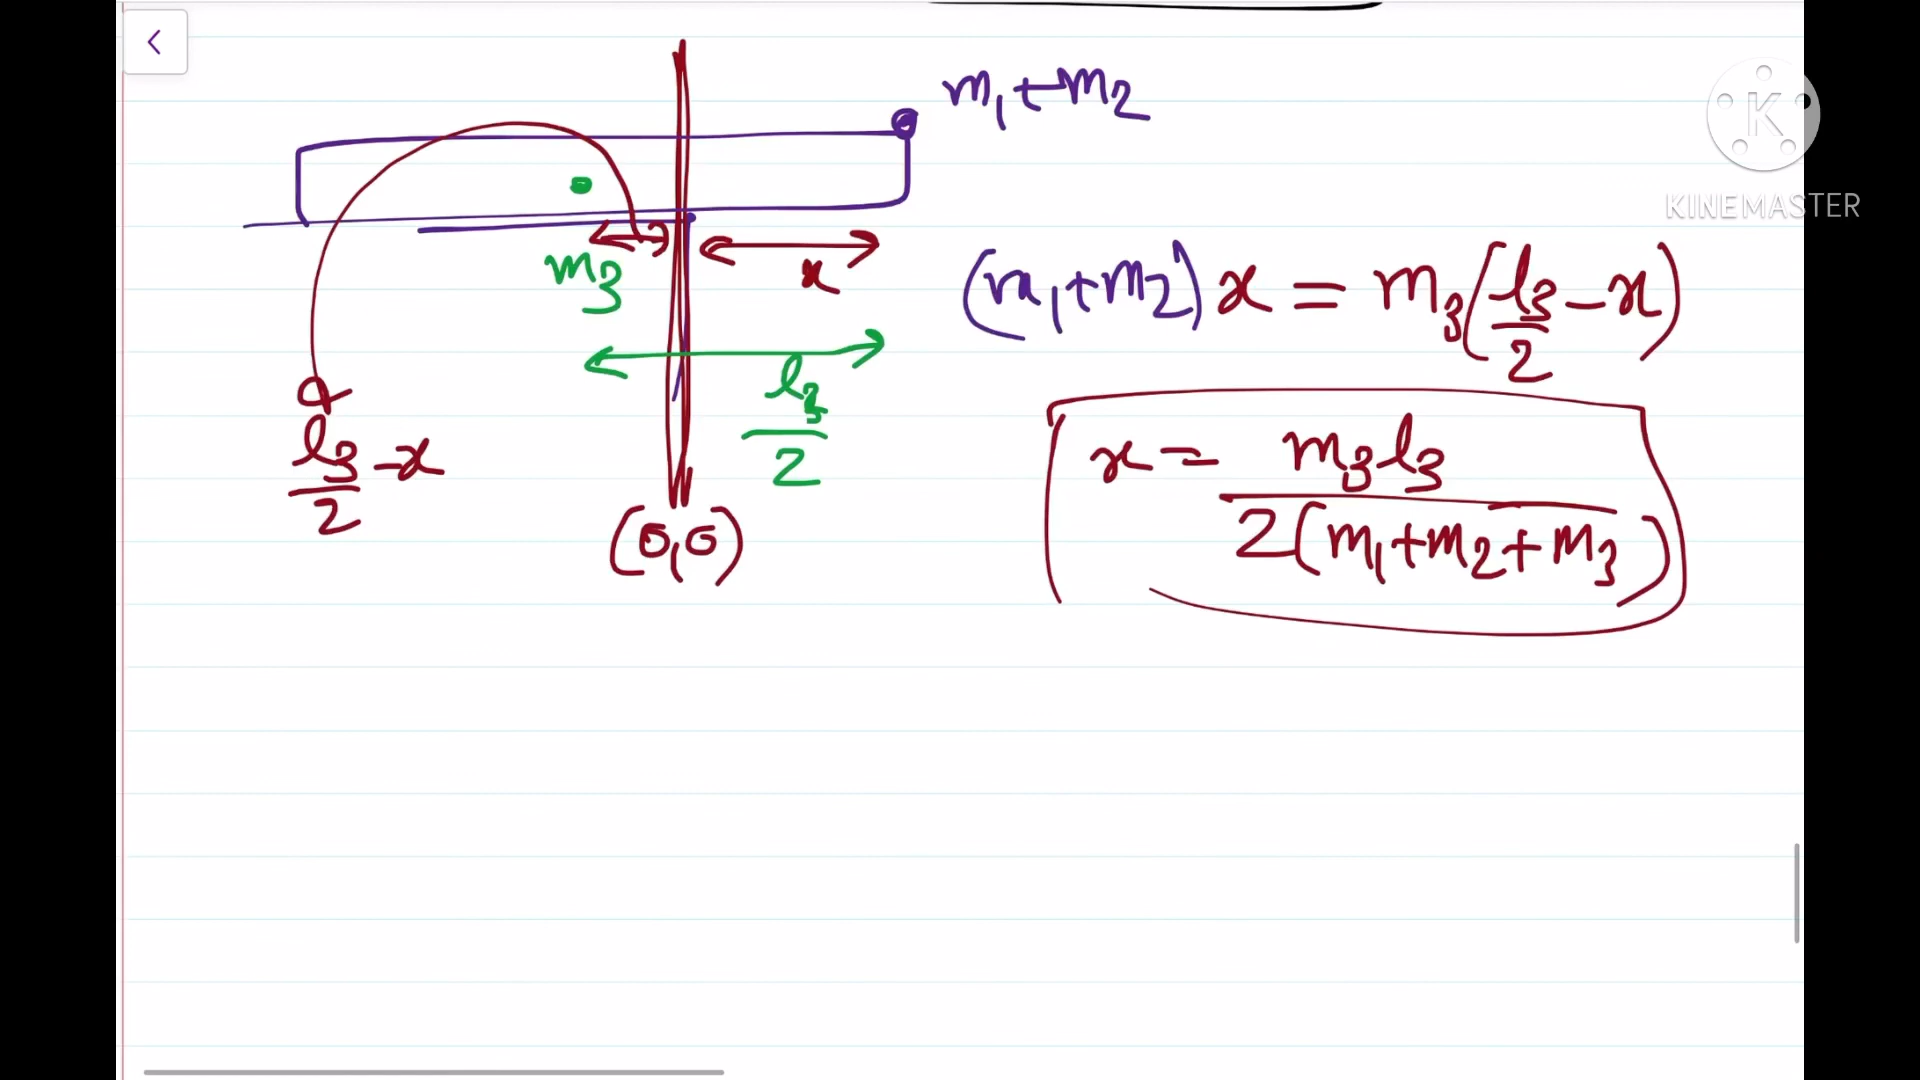 m₁+m₂
K
KINEMASTER
m₃
x
(m₁+m₂)x = m₃(l₃/2 - x)
l₃/2
l₃/2 - x
x = m₃l₃/2(m₁+m₂+m₃)
(0,0)